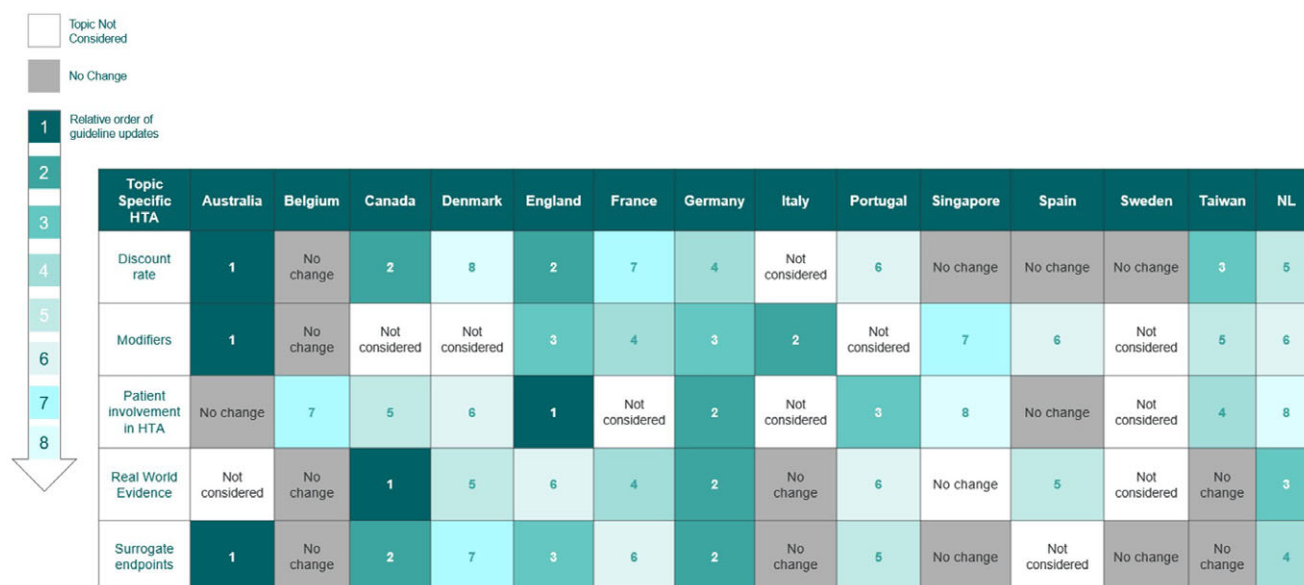 Topic Not
Considered
No Change
1
Relative order of
guideline updates
2
3
4
5
6
7
8
Topic
Specific
HTA
Australia
Belgium
Canada
Denmark
England
France
Germany
Italy
Portugal
Singapore
Spain
Sweden
Taiwan
NL
Discount
rate
1
No
change
2
8
2
7
4
Not
considered
6
No change
No change
No change
3
5
Modifiers
1
No
change
Not
considered
Not
considered
3
4
3
2
Not
considered
7
6
Not
considered
5
6
Patient
involvement
in HTA
No change
7
5
6
1
Not
considered
2
Not
considered
3
8
No change
Not
considered
4
8
Real World
Evidence
Not
considered
No
change
1
5
6
4
2
No
change
6
No change
5
Not
considered
No
change
3
Surrogate
endpoints
1
No
change
2
7
3
6
2
No
change
5
No change
Not
considered
No change
No
change
4